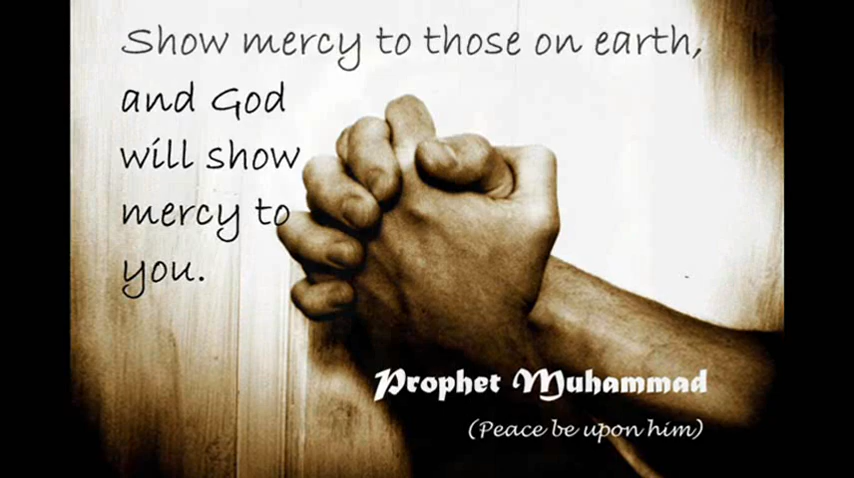 Show mercy to those on earth,
and God
will show
mercy to
you.
Prophet Muhammad
(Peace be upon him)